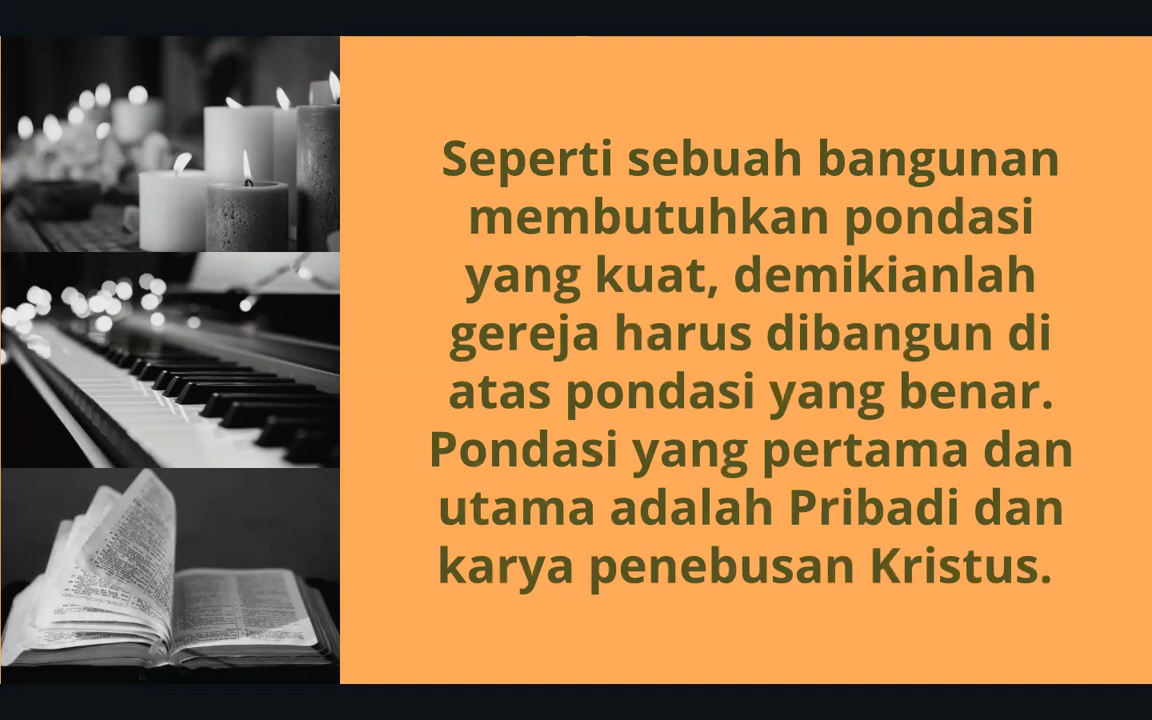 Seperti sebuah bangunan
membutuhkan pondasi
yang kuat, demikianlah
gereja harus dibangun di
atas pondasi yang benar.
Pondasi yang pertama dan
utama adalah Pribadi dan
karya penebusan Kristus.